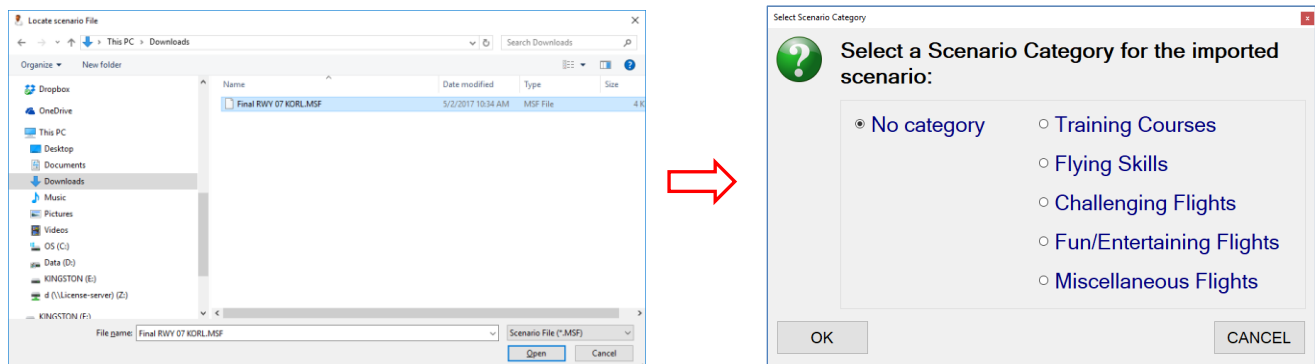 Locate scenario File
This PC > Downloads
Search Downloads
Organize
New folder
Name
Date modified
Type
Size
Dropbox
OneDrive
This PC
Desktop
Documents
Downloads
Music
Pictures
Videos
OS (C:)
Data (D:)
KINGSTON (E:)
d (\\License-server) (Z:)
KINGSTON (E:)
Final RWY 07 KORL.MSF
5/2/2017 10:34 AM
MSF File
4 K
File name:
Final RWY 07 KORL.MSF
Scenario File (*.MSF)
Open
Cancel
Select Scenario Category
Select a Scenario Category for the imported
scenario:
No category
Training Courses
Flying Skills
Challenging Flights
Fun/Entertaining Flights
Miscellaneous Flights
OK
CANCEL